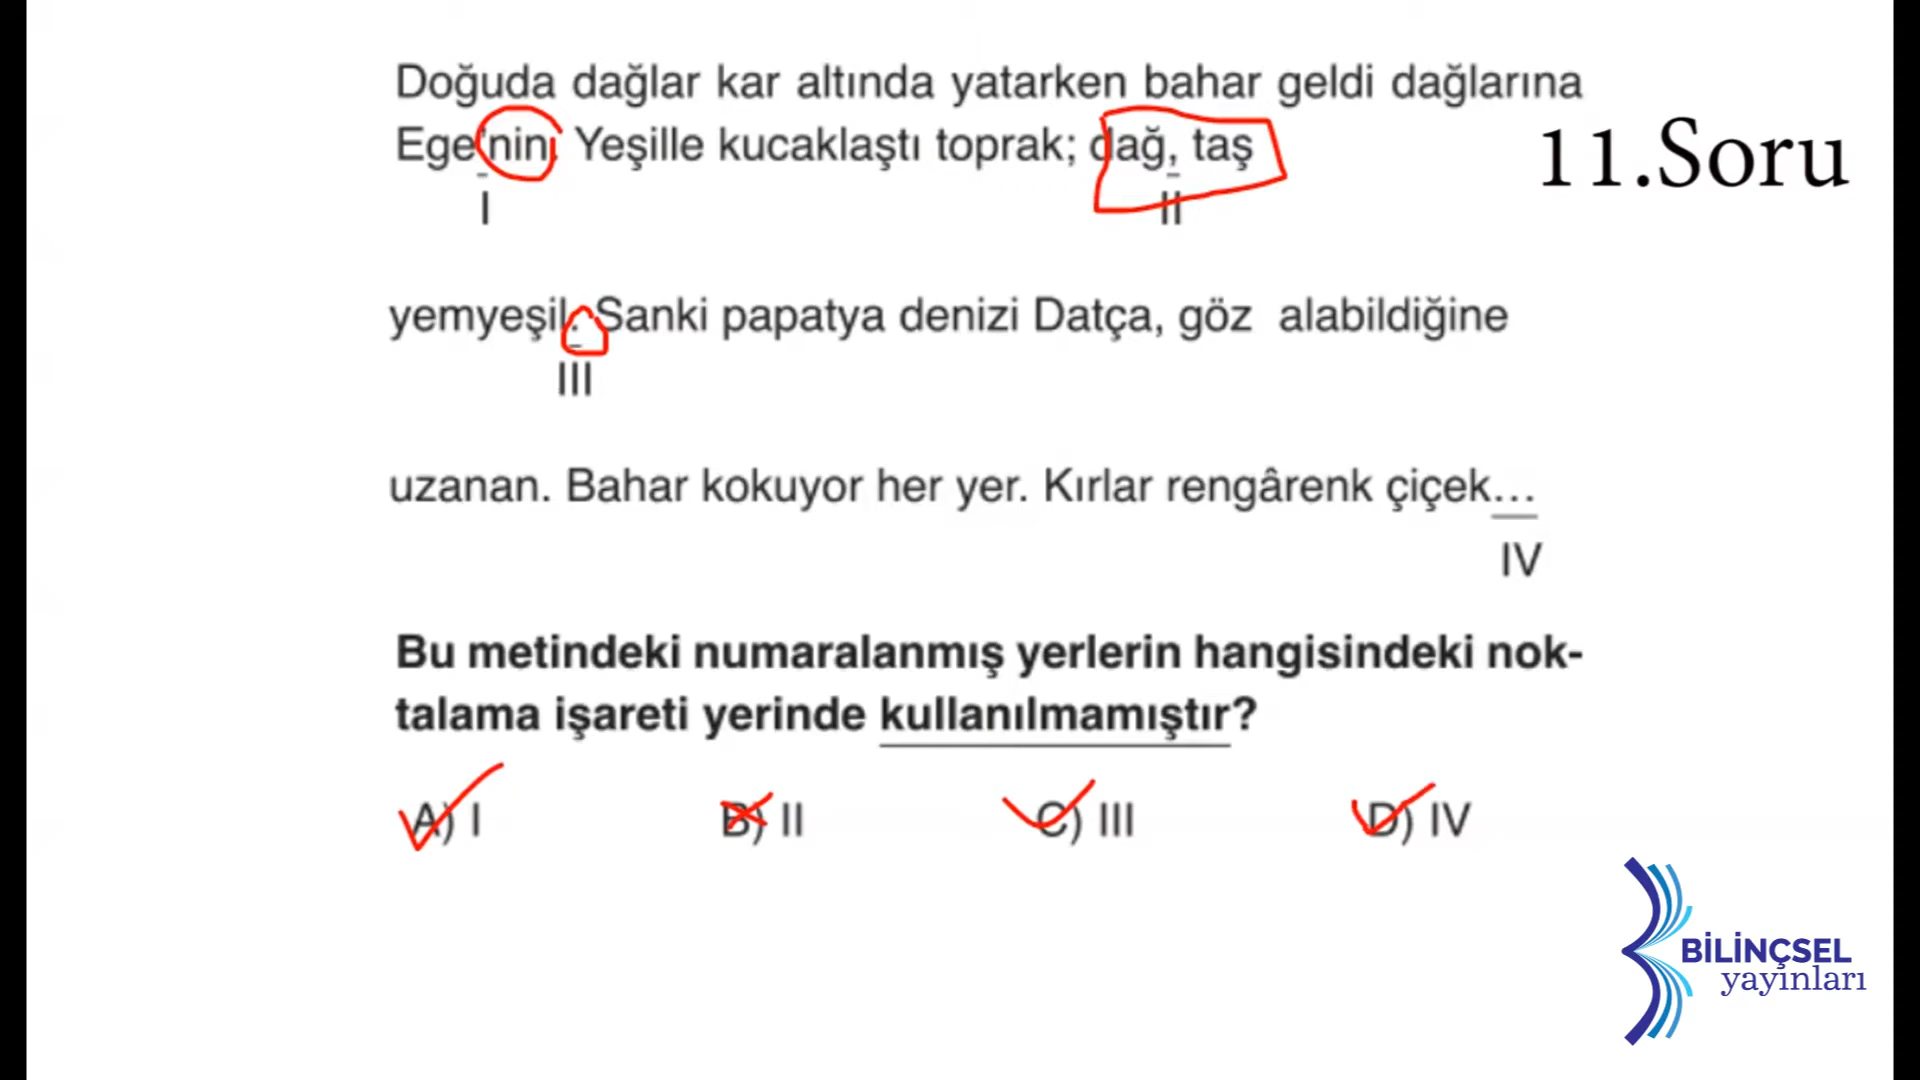 Doğuda dağlar kar altında yatarken bahar geldi dağlarına
Ege'nin. Yeşille kucaklaştı toprak; dağ, taş
I II
11.Soru
yemyeşil. Sanki papatya denizi Datça, göz alabildiğine
III
uzanan. Bahar kokuyor her yer. Kırlar rengârenk çiçek...
IV
Bu metindeki numaralanmış yerlerin hangisindeki nok-
talama işareti yerinde kullanılmamıştır?
A) I B) II C) III D) IV
BİLİNÇSEL
yayınları